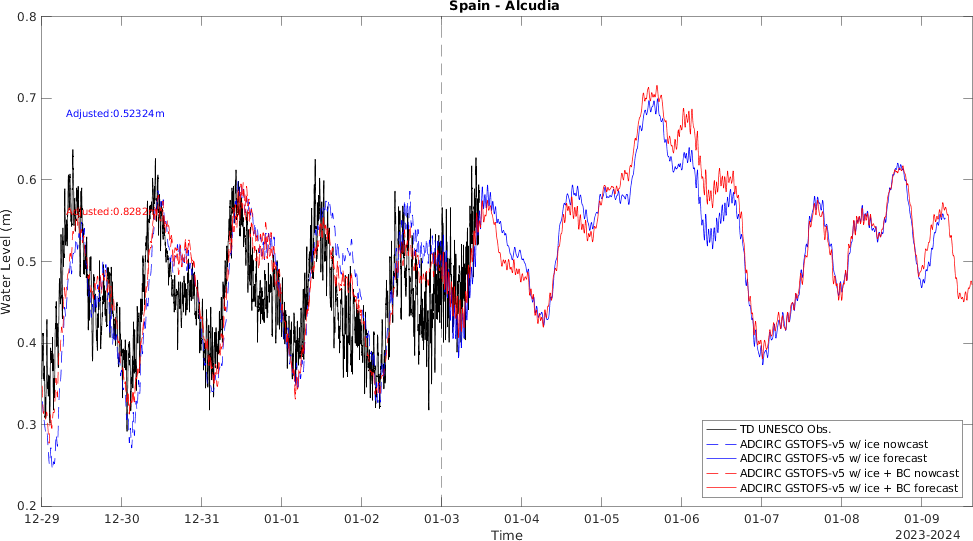 Spain - Alcudia
0.8
0.7
0.6
0.5
0.4
0.3
0.2
Water Level (m)
Adjusted:0.52324m
12-29
12-30
12-31
01-01
01-02
01-03
01-04
01-05
01-06
01-07
01-08
01-09
2023-2024
Time
TD UNESCO Obs.
ADCIRC GSTOFS-v5 w/ ice nowcast
ADCIRC GSTOFS-v5 w/ ice forecast
ADCIRC GSTOFS-v5 w/ ice + BC nowcast
ADCIRC GSTOFS-v5 w/ ice + BC forecast